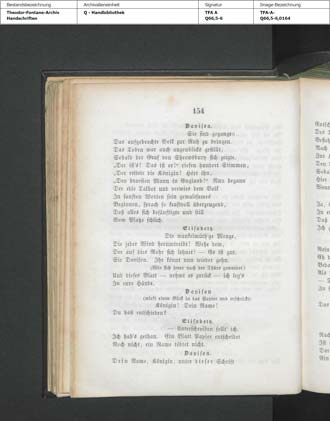 Bestandsbezeichnung
Archivalieneinheit
Signatur
Image-Bezeichnung
Theodor-Fontane-Archiv
Handschriften
Q - Handbibliothek
TFA A
Q66,5-6
TFA-A-
Q66,5-6,0164
154
Davison.
Sie sind gegangen
Das aufgebrachte Volk zur Ruh zu bringen.
Das Toben war auch augenblicks gestillt,
Sobald der Graf von Shrewsbury sich zeigte.
„Der ist's! Das ist er!“ riefen hundert Stimmen,
„Der rettete die Königin! Hört ihn,
„Den bravsten Mann in England!“ Nun begann
Der edle Talbot und verwies dem Volk
In sanften Worten sein gewaltsames
Beginnen, sprach so kraftvoll überzeugend,
Daß alles sich besänftigte und still
Vom Platze schlich.
Elisabeth.
Die wankelmüth'ge Menge,
Die jeder Wind herumtreibt! Wehe dem,
Der auf dies Rohr sich lehnet! — Es ist gut,
Sir Davison. Ihr könnt nun wieder gehn.
(Wie sich jener nach der Thüre gewendet)
Und dieses Blatt — nehmt es zurück — ich leg's
In eure Hände.
Davison
(wirft einen Blick in das Papier und erschrickt)
Königin! Dein Name!
Du hast entschieden?
Elisabeth.
— Unterschreiben sollt' ich.
Ich hab's gethan. Ein Blatt Papier entscheidet
Noch nicht, ein Name tödtet nicht.
Davison.
Dein Name, Königin, unter dieser Schrift